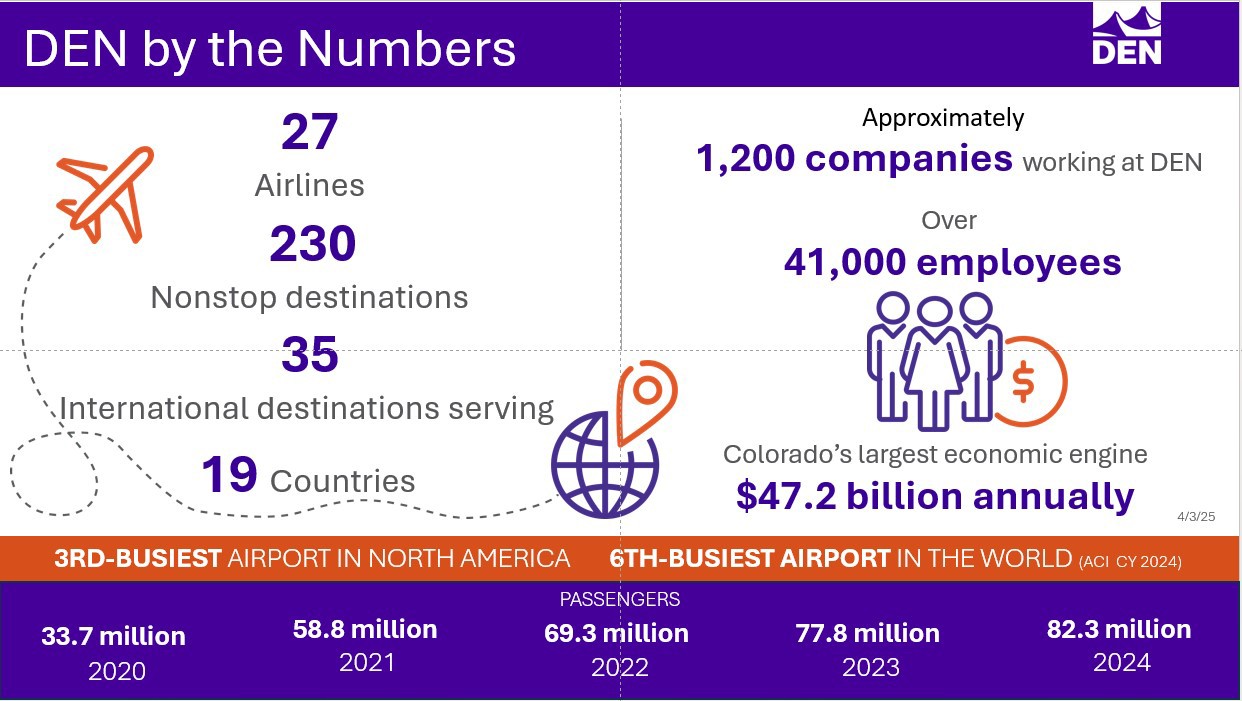 DEN by the Numbers
DEN
27
Airlines
230
Nonstop destinations
35
International destinations serving
19 Countries
Approximately
1,200 companies working at DEN
Over
41,000 employees
$
Colorado’s largest economic engine
$47.2 billion annually
4/3/25
3RD-BUSIEST AIRPORT IN NORTH AMERICA
6TH-BUSIEST AIRPORT IN THE WORLD (ACI CY 2024)
PASSENGERS
33.7 million
2020
58.8 million
2021
69.3 million
2022
77.8 million
2023
82.3 million
2024